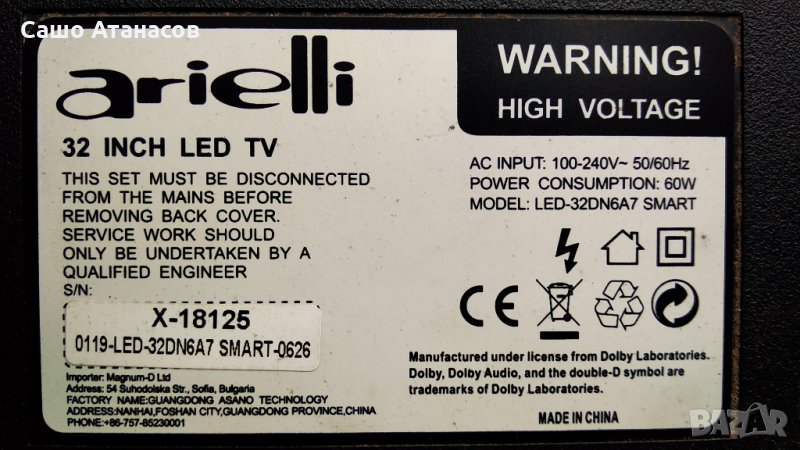 Сашо Атанасов
arielli
32 INCH LED TV
THIS SET MUST BE DISCONNECTED
FROM THE MAINS BEFORE
REMOVING BACK COVER.
SERVICE WORK SHOULD
ONLY BE UNDERTAKEN BY A
QUALIFIED ENGINEER
S/N:
X-18125
0119-LED-32DN6A7 SMART-0626
Importer: Magnum-D Ltd
Address: 54 Suhodolska Str., Sofia, Bulgaria
FACTORY NAME:GUANGDONG ASANO TECHNOLOGY
ADDRESS:NANHAI,FOSHAN CITY,GUANGDONG PROVINCE,CHINA
PHONE:+86-757-85230001
WARNING!
HIGH VOLTAGE
AC INPUT: 100-240V~ 50/60Hz
POWER CONSUMPTION: 60W
MODEL: LED-32DN6A7 SMART
CE
Manufactured under license from Dolby Laboratories.
Dolby, Dolby Audio, and the double-D symbol are
trademarks of Dolby Laboratories.
MADE IN CHINA
BAZAR